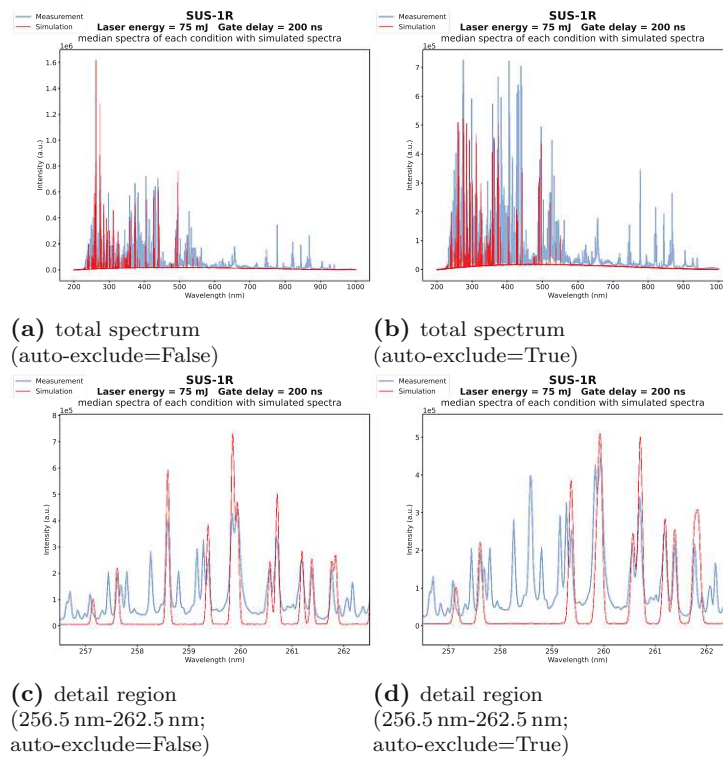 SUS-1R
Laser energy = 75 mJ Gate delay = 200 ns
median spectra of each condition with simulated spectra
Measurement
Simulation
1e6
1.6
1.4
1.2
1.0
0.8
0.6
0.4
0.2
0.0
Intensity (a.u.)
200 300 400 500 600 700 800 900 1000
Wavelength (nm)
SUS-1R
Laser energy = 75 mJ Gate delay = 200 ns
median spectra of each condition with simulated spectra
Measurement
Simulation
1e5
7
6
5
4
3
2
1
0
Intensity (a.u.)
200 300 400 500 600 700 800 900 1000
Wavelength (nm)
(a) total spectrum
(auto-exclude=False)
(b) total spectrum
(auto-exclude=True)
SUS-1R
Laser energy = 75 mJ Gate delay = 200 ns
median spectra of each condition with simulated spectra
Measurement
Simulation
1e5
8
7
6
5
4
3
2
1
0
Intensity (a.u.)
257 258 259 260 261 262
Wavelength (nm)
SUS-1R
Laser energy = 75 mJ Gate delay = 200 ns
median spectra of each condition with simulated spectra
Measurement
Simulation
1e5
5
4
3
2
1
0
Intensity (a.u.)
257 258 259 260 261 262
Wavelength (nm)
(c) detail region
(256.5 nm-262.5 nm;
auto-exclude=False)
(d) detail region
(256.5 nm-262.5 nm;
auto-exclude=True)